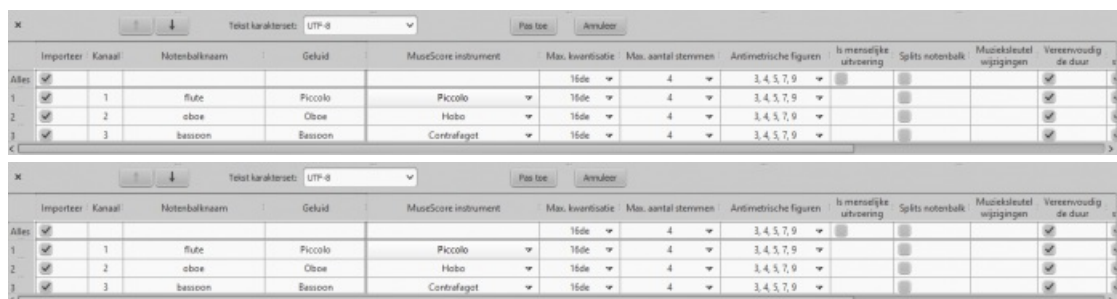 × Tekst karakterset: UTF-8 Pas toe Annuleer
Importeer Kanaal Notenbalknaam Geluid MuseScore instrument Max. kwantisatie Max. aantal stemmen Antimetrische figuren Is menselijke uitvoering Splits notenbalk Muzieksleutel wijzigingen Vereenvoudig de duur
Alles 16de 4 3, 4, 5, 7, 9
1 1 flute Piccolo Piccolo 16de 4 3, 4, 5, 7, 9
2 2 oboe Oboe Hobo 16de 4 3, 4, 5, 7, 9
3 3 bassoon Bassoon Contrafagot 16de 4 3, 4, 5, 7, 9
× Tekst karakterset: UTF-8 Pas toe Annuleer
Importeer Kanaal Notenbalknaam Geluid MuseScore instrument Max. kwantisatie Max. aantal stemmen Antimetrische figuren Is menselijke uitvoering Splits notenbalk Muzieksleutel wijzigingen Vereenvoudig de duur
Alles 16de 4 3, 4, 5, 7, 9
1 1 flute Piccolo Piccolo 16de 4 3, 4, 5, 7, 9
2 2 oboe Oboe Hobo 16de 4 3, 4, 5, 7, 9
3 3 bassoon Bassoon Contrafagot 16de 4 3, 4, 5, 7, 9